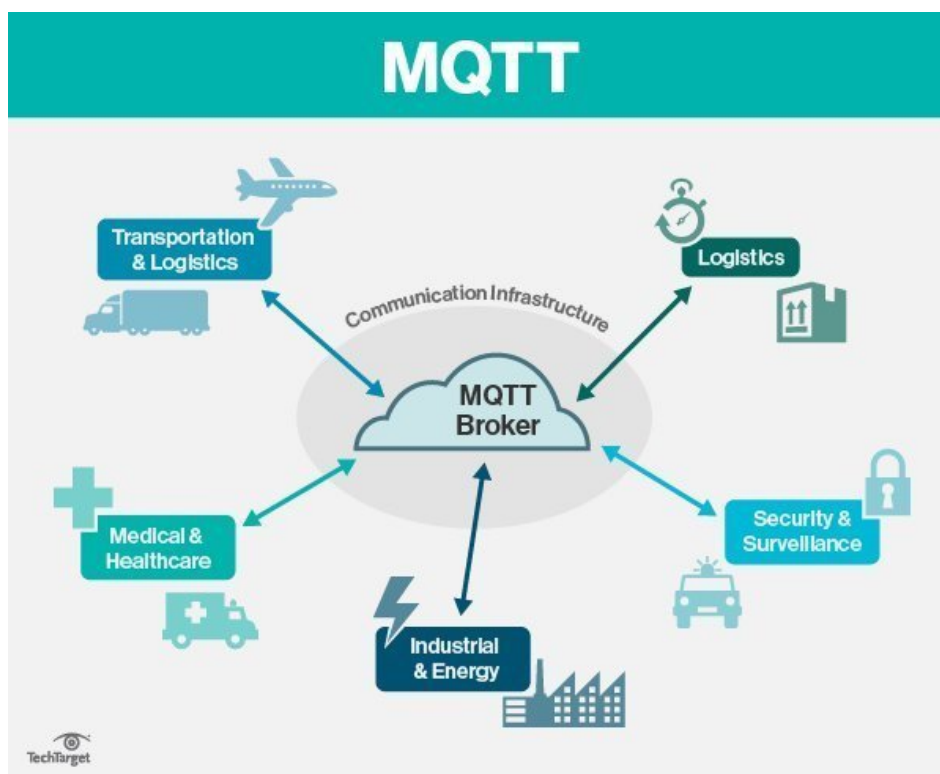 MQTT
Transportation
& Logistics
Logistics
Communication Infrastructure
MQTT
Broker
Medical &
Healthcare
Security &
Surveillance
Industrial
& Energy
TechTarget